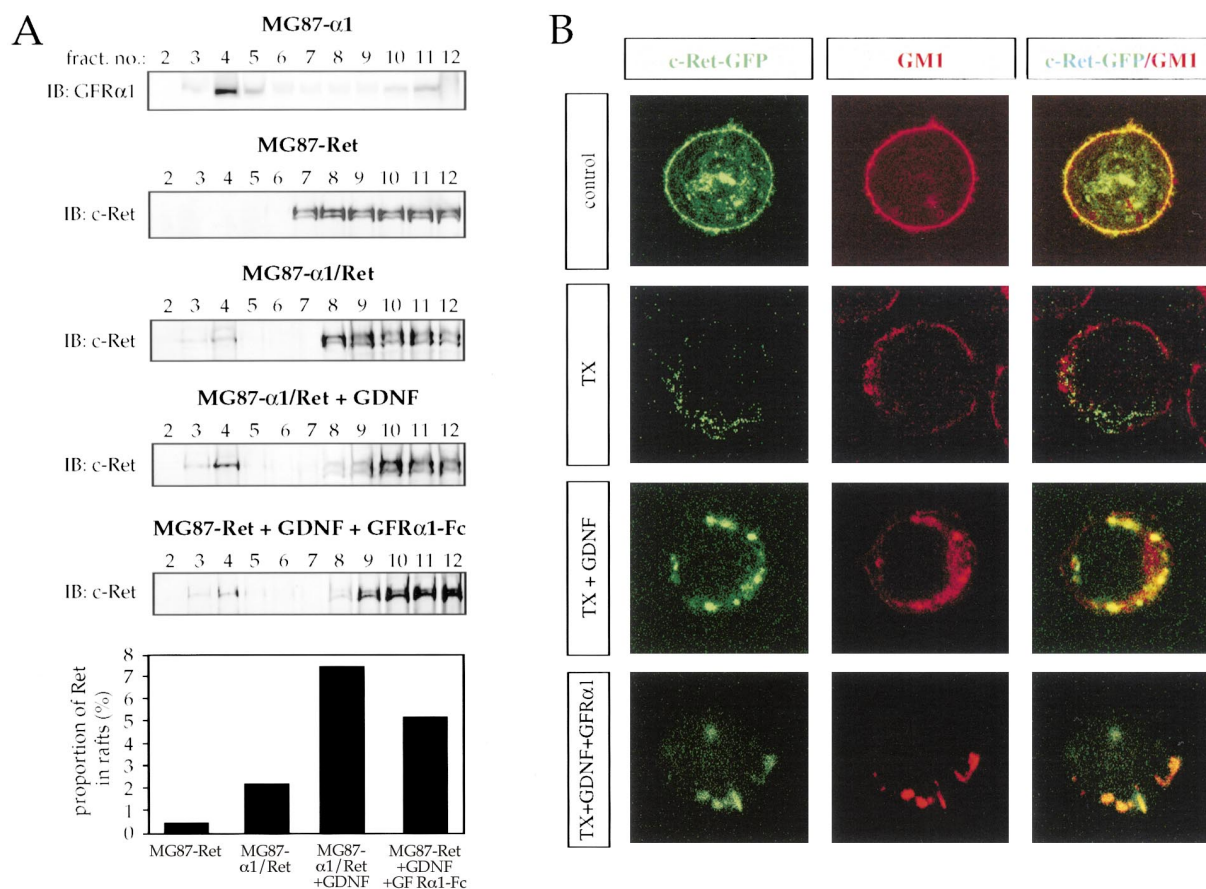 A
MG87-α1
fract. no.: 2 3 4 5 6 7 8 9 10 11 12
IB: GFRα1
MG87-Ret
2 3 4 5 6 7 8 9 10 11 12
IB: c-Ret
MG87-α1/Ret
2 3 4 5 6 7 8 9 10 11 12
IB: c-Ret
MG87-α1/Ret + GDNF
2 3 4 5 6 7 8 9 10 11 12
IB: c-Ret
MG87-Ret + GDNF + GFRα1-Fc
2 3 4 5 6 7 8 9 10 11 12
IB: c-Ret
proportion of Ret
in rafts (%)
8
7
6
5
4
3
2
1
0
MG87-Ret
MG87-
α1/Ret
MG87-
α1/Ret
+GDNF
MG87-Ret
+GDNF
+GF Rα1-Fc
B
c-Ret-GFP
GM1
c-Ret-GFP/GM1
control
TX
TX + GDNF
TX+GDNF+GFRα1